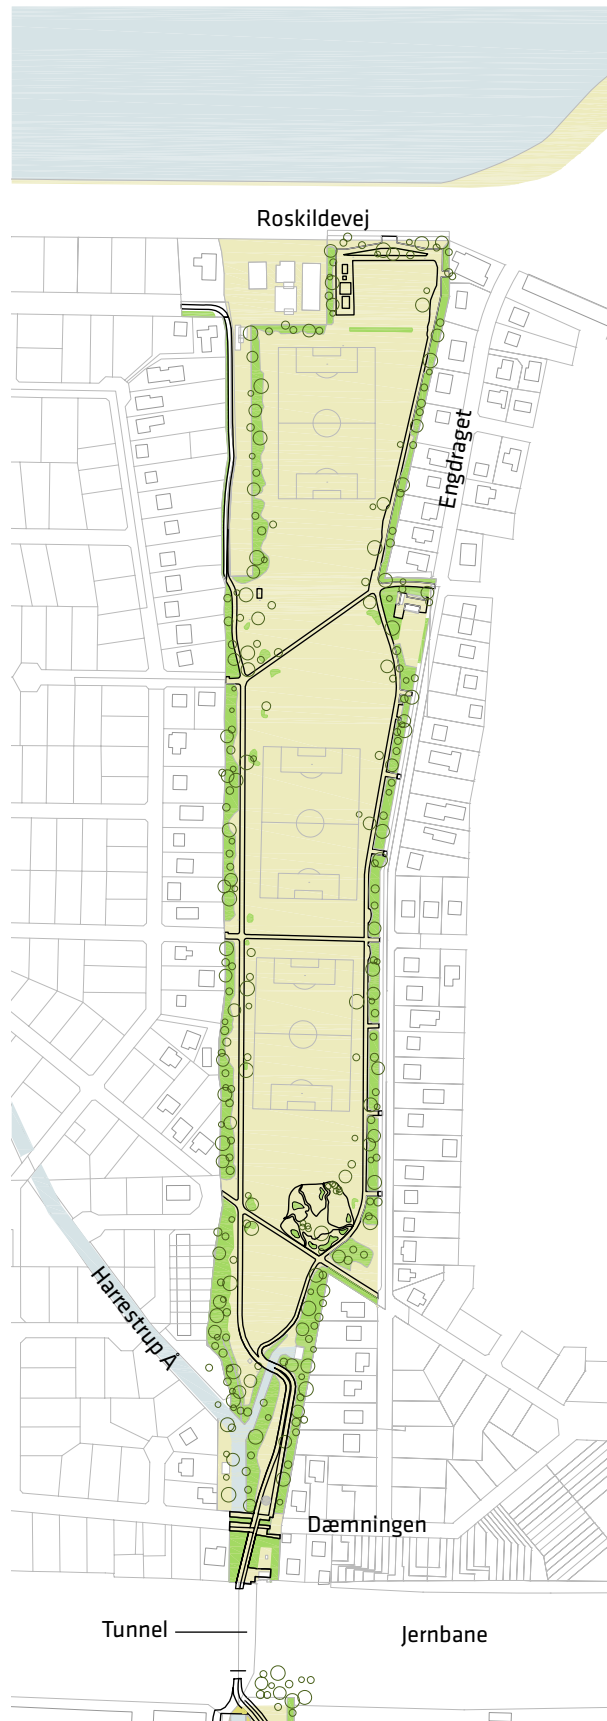 Roskildevej
Engdraget
Harrestrup Å
Dæmningen
Tunnel
Jernbane